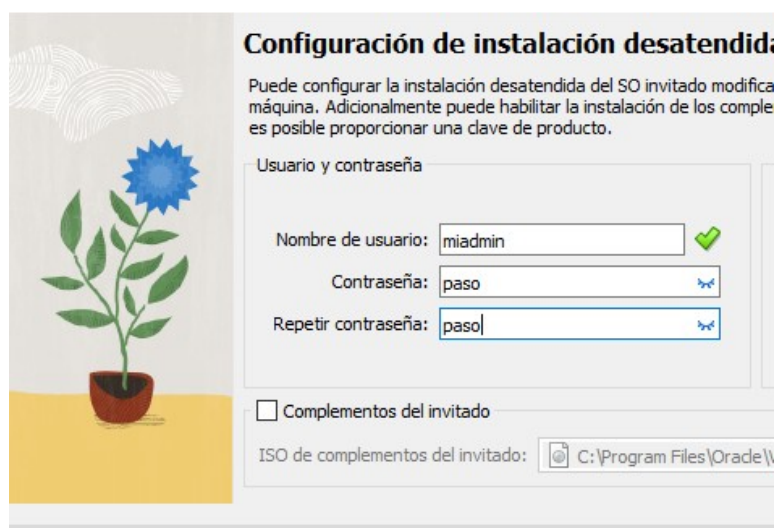 Configuración de instalación desatendida
Puede configurar la instalación desatendida del SO invitado modifica
máquina. Adicionalmente puede habilitar la instalación de los comple
es posible proporcionar una clave de producto.
Usuario y contraseña
Nombre de usuario: miadmin
Contraseña: paso
Repetir contraseña: paso
Complementos del invitado
ISO de complementos del invitado: C:\Program Files\Oracle\V